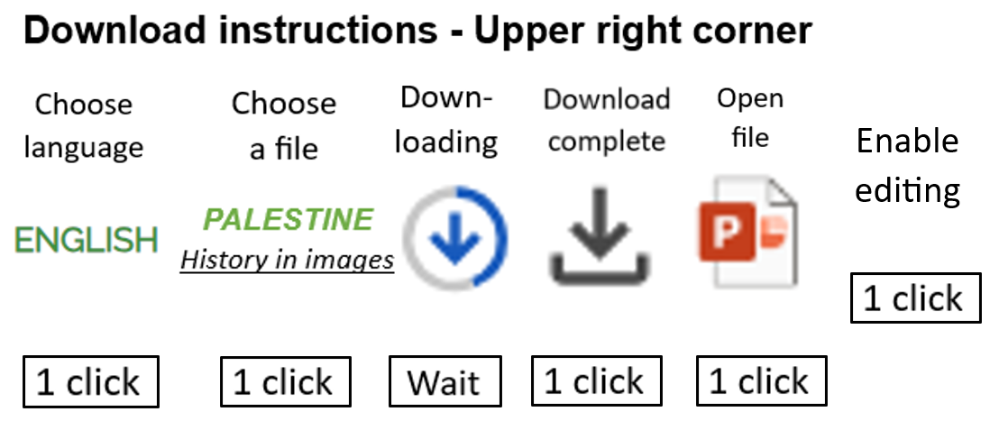 Download instructions - Upper right corner
Choose
language
ENGLISH
1 click
Choose
a file
PALESTINE
History in images
1 click
Down-
loading
Wait
Download
complete
1 click
Open
file
P
1 click
Enable
editing
1 click